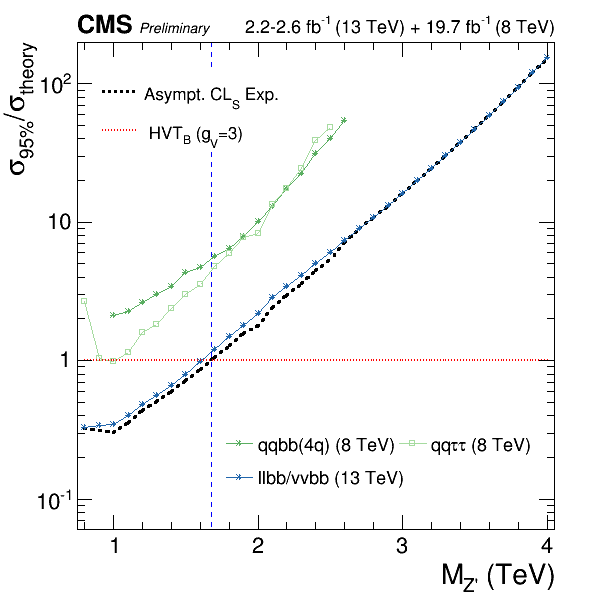 CMS Preliminary 2.2-2.6 fb⁻¹ (13 TeV) + 19.7 fb⁻¹ (8 TeV)
σ95%/σtheory
10²
Asympt. CLS Exp.
HVTB (gV=3)
10
1
qqbb(4q) (8 TeV) qqττ (8 TeV)
llbb/ννbb (13 TeV)
10⁻¹
1 2 3 4
MZ' (TeV)